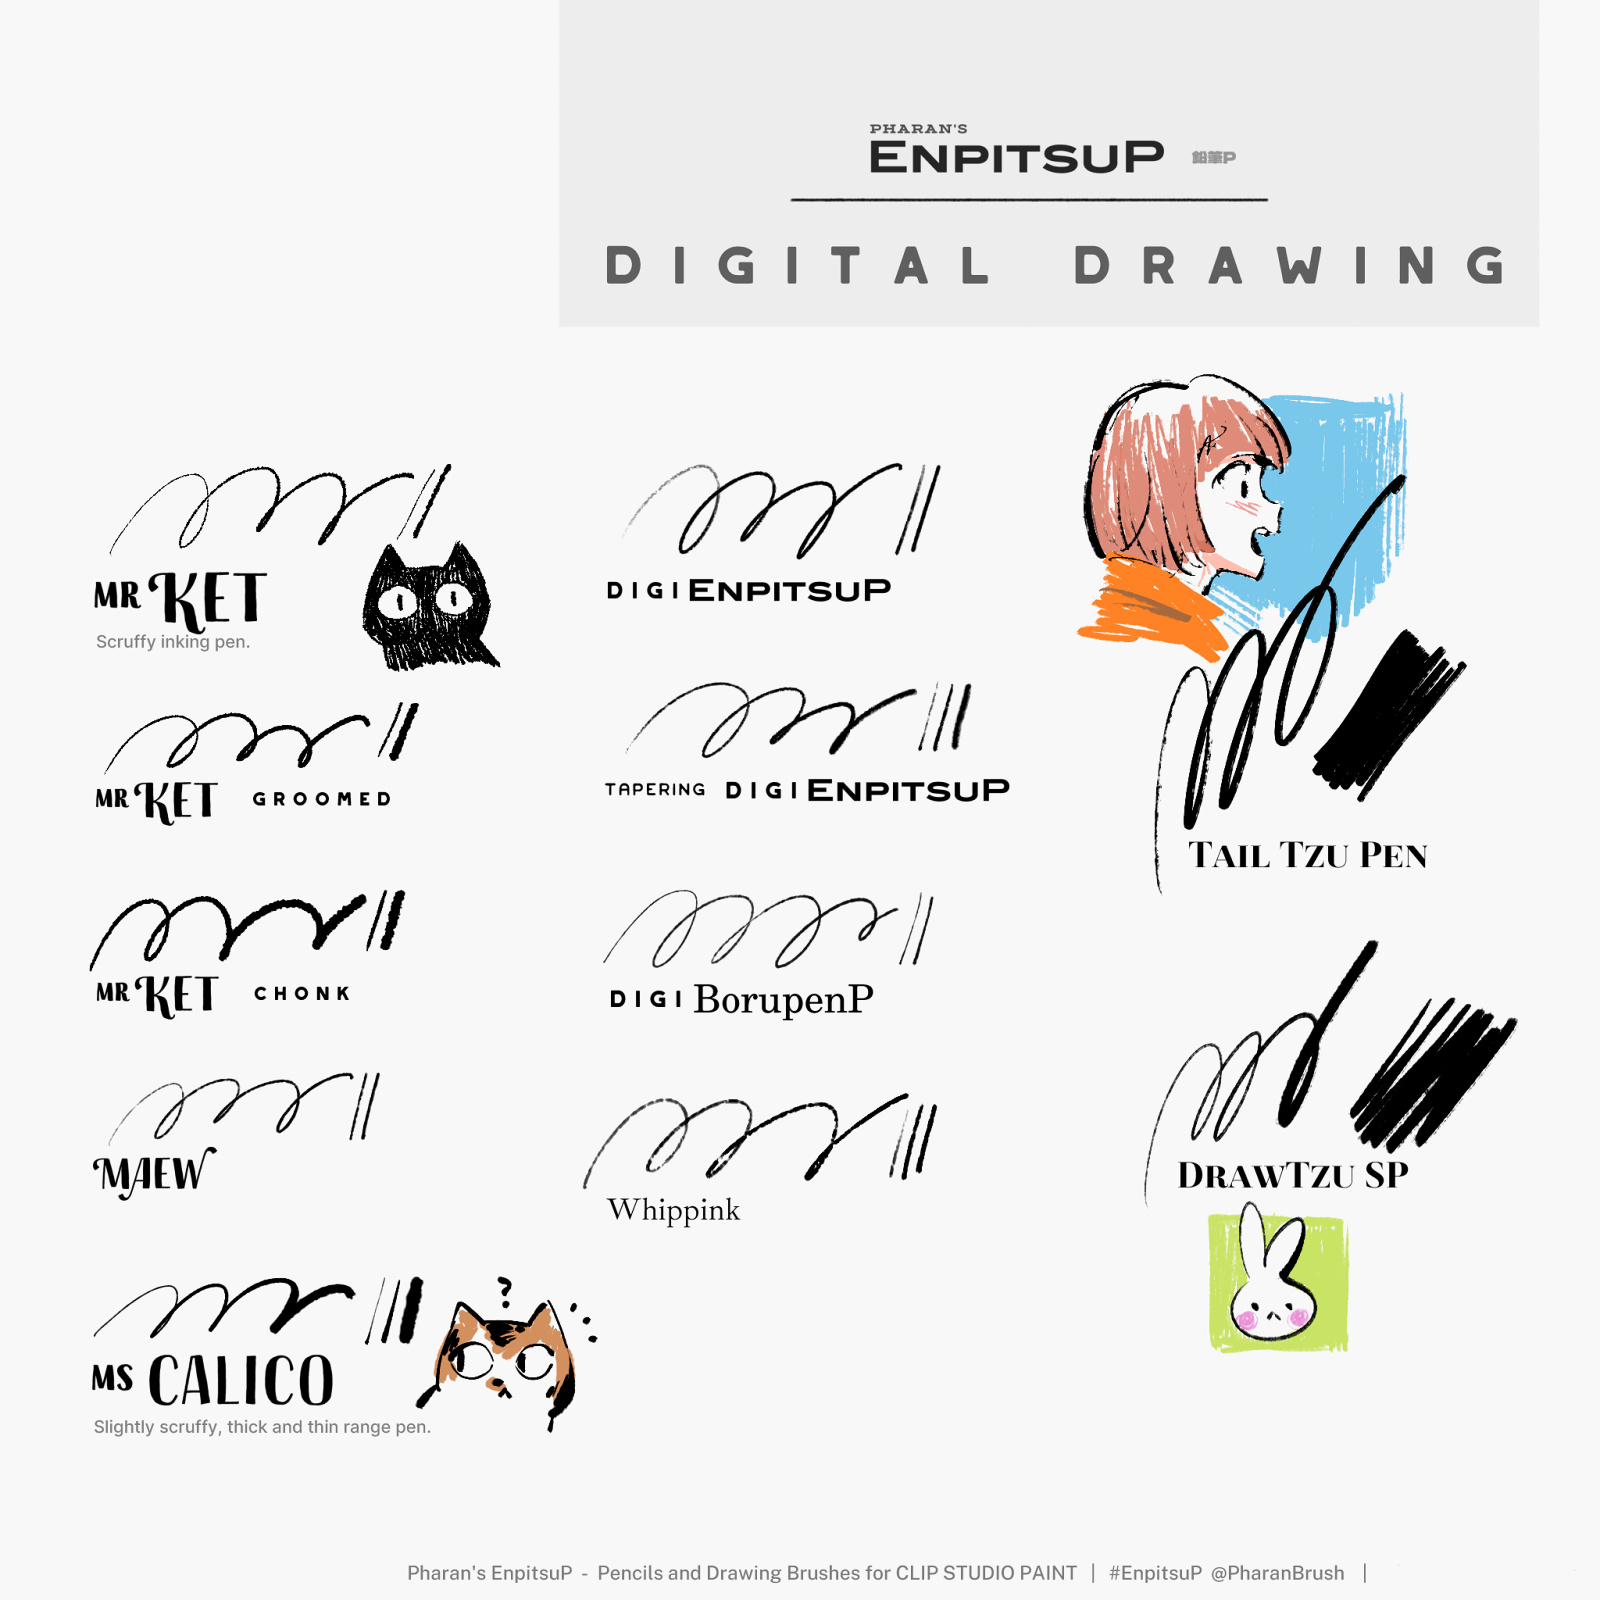 PHARAN'S
ENPITSUP 鉛筆P
DIGITAL DRAWING
MR KET
Scruffy inking pen.
MR KET GROOMED
MR KET CHONK
MAEW
MS CALICO
Slightly scruffy, thick and thin range pen.
DIGI ENPITSUP
TAPERING DIGI ENPITSUP
DIGI BorupenP
Whippink
TAIL TZU PEN
DRAWTZU SP
?
Pharan's EnpitsuP - Pencils and Drawing Brushes for CLIP STUDIO PAINT | #EnpitsuP @PharanBrush |